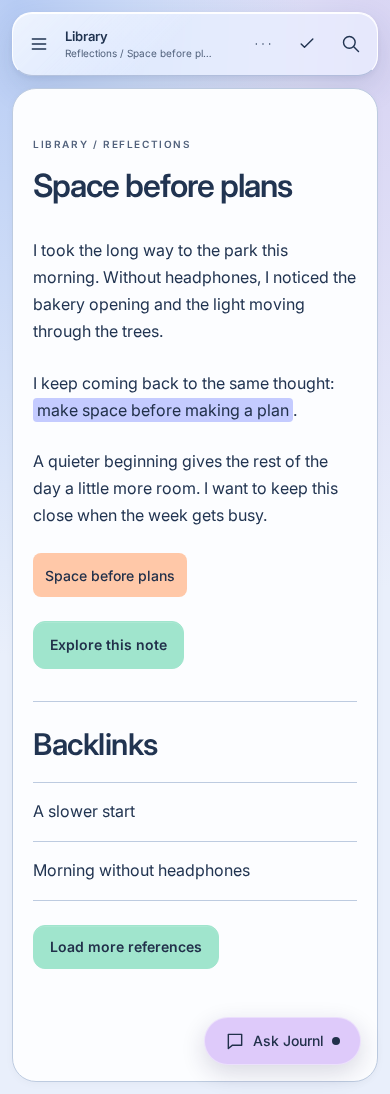 Library
Reflections / Space before pl...
...
LIBRARY / REFLECTIONS
Space before plans
I took the long way to the park this
morning. Without headphones, I noticed the
bakery opening and the light moving
through the trees.
I keep coming back to the same thought:
make space before making a plan.
A quieter beginning gives the rest of the
day a little more room. I want to keep this
close when the week gets busy.
Space before plans
Explore this note
Backlinks
A slower start
Morning without headphones
Load more references
Ask Journl